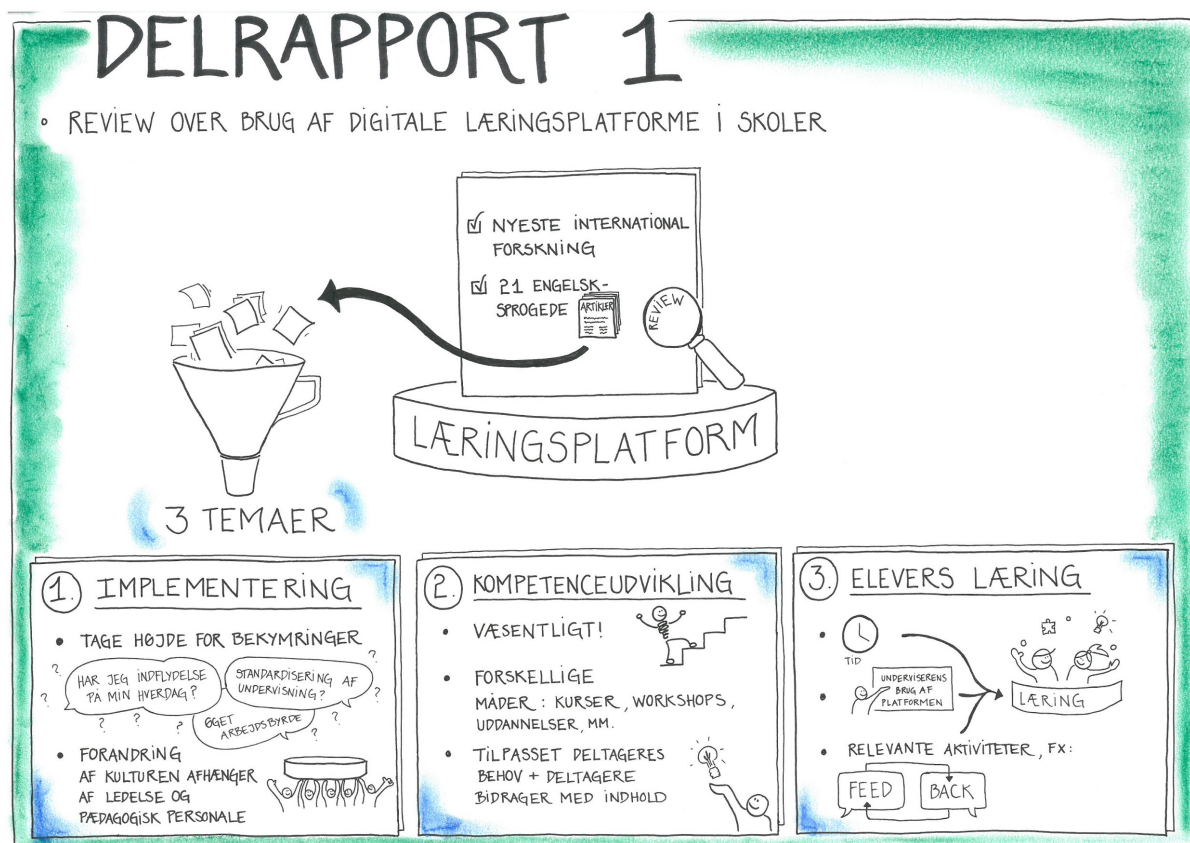 DELRAPPORT 1
REVIEW OVER BRUG AF DIGITALE LÆRINGSPLATFORME I SKOLER
NYESTE INTERNATIONAL
FORSKNING
21 ENGELSK-
SPROGEDE
ARTIKLER
REVIEW
LÆRINGSPLATFORM
3 TEMAER
1. IMPLEMENTERING
• TAGE HØJDE FOR BEKYMRINGER
HAR JEG INDFLYDELSE
PÅ MIN HVERDAG?
STANDARDISERING AF
UNDERVISNING?
ØGET
ARBEJDSBYRDE
? ? ? ? ? ? ? ? ?
• FORANDRING
AF KULTUREN AFHÆNGER
AF LEDELSE OG
PÆDAGOGISK PERSONALE
2. KOMPETENCEUDVIKLING
• VÆSENTLIGT!
• FORSKELLIGE
MÅDER: KURSER, WORKSHOPS,
UDDANNELSER, MM.
• TILPASSET DELTAGERES
BEHOV + DELTAGERE
BIDRAGER MED INDHOLD
3. ELEVERS LÆRING
TID
UNDERVISERENS
BRUG AF
PLATFORMEN
LÆRING
• RELEVANTE AKTIVITETER, FX:
FEED
BACK